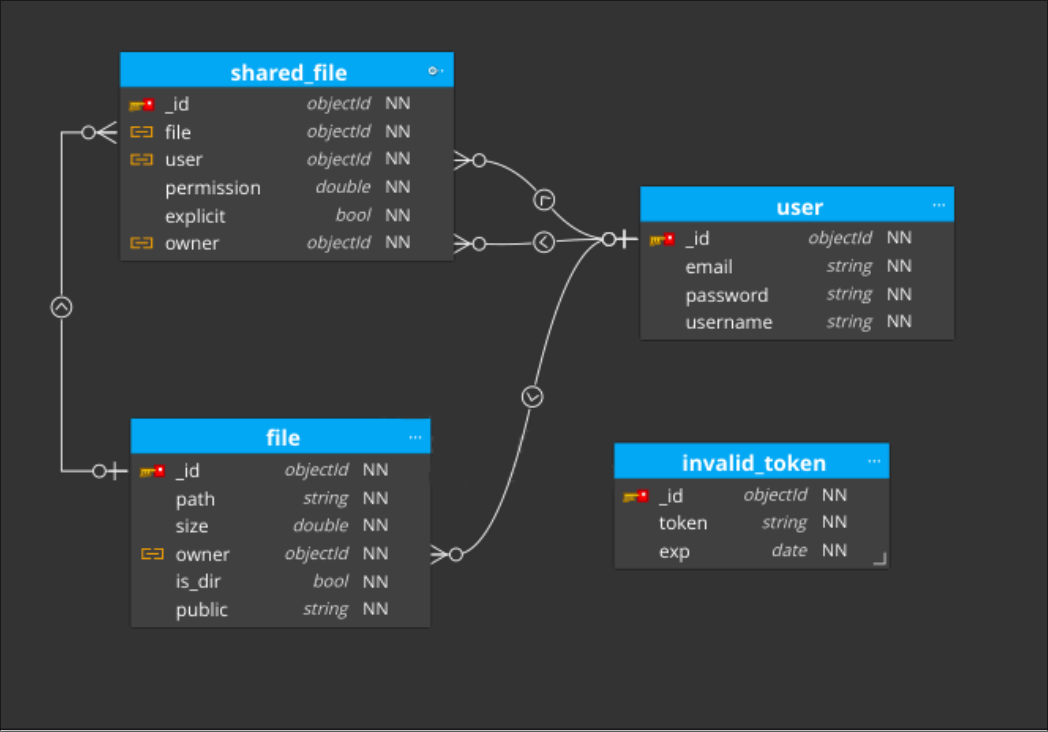 shared_file
_id objectId NN
file objectId NN
user objectId NN
permission double NN
explicit bool NN
owner objectId NN
user
_id objectId NN
email string NN
password string NN
username string NN
file
_id objectId NN
path string NN
size double NN
owner objectId NN
is_dir bool NN
public string NN
invalid_token
_id objectId NN
token string NN
exp date NN